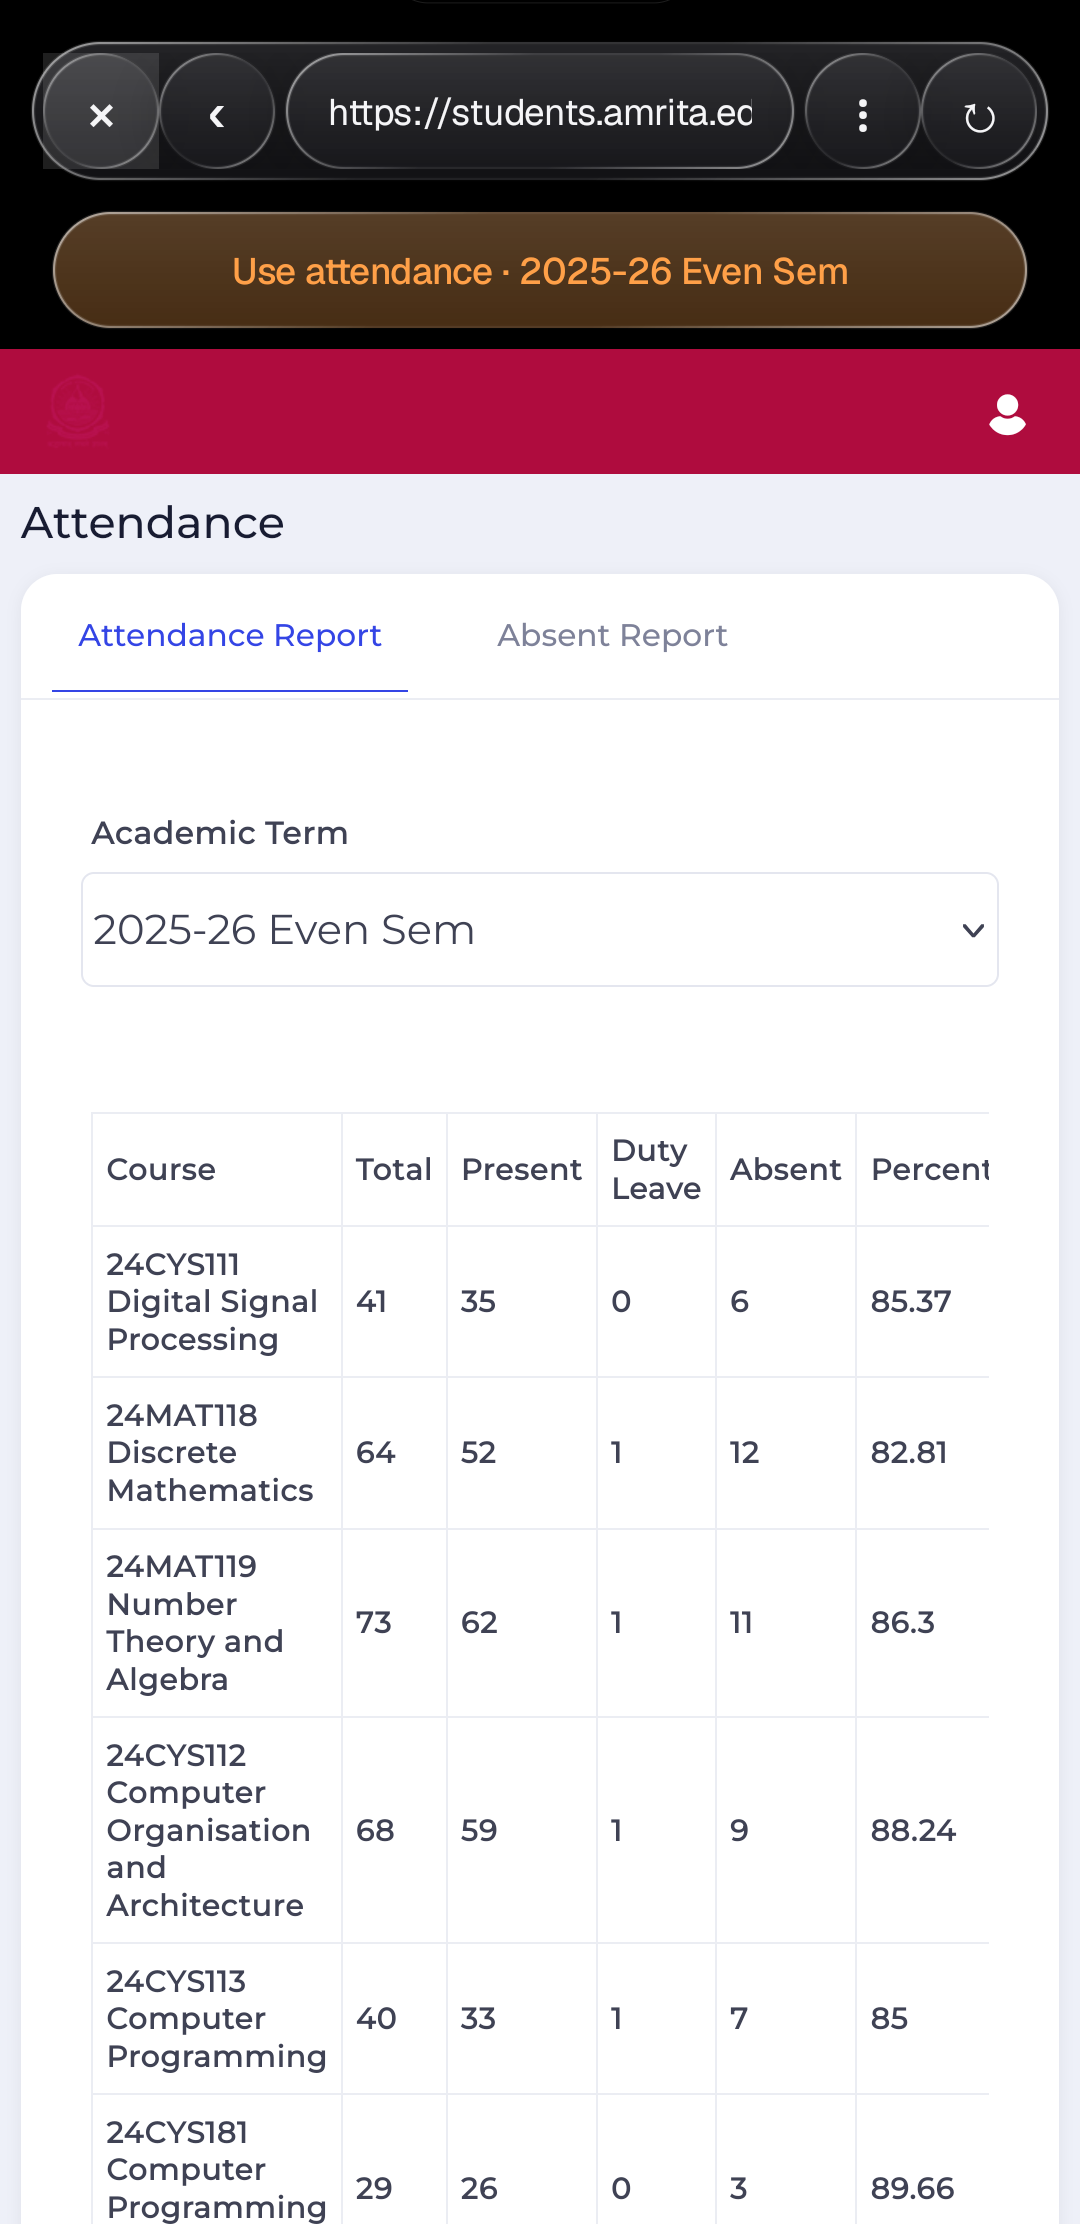 https://students.amrita.ed
Use attendance · 2025-26 Even Sem
Attendance
Attendance Report
Absent Report
Academic Term
2025-26 Even Sem
Course Total Present Duty Leave Absent Percent
24CYS111
Digital Signal
Processing
41 35 0 6 85.37
24MAT118
Discrete
Mathematics
64 52 1 12 82.81
24MAT119
Number
Theory and
Algebra
73 62 1 11 86.3
24CYS112
Computer
Organisation
and
Architecture
68 59 1 9 88.24
24CYS113
Computer
Programming
40 33 1 7 85
24CYS181
Computer
Programming
29 26 0 3 89.66